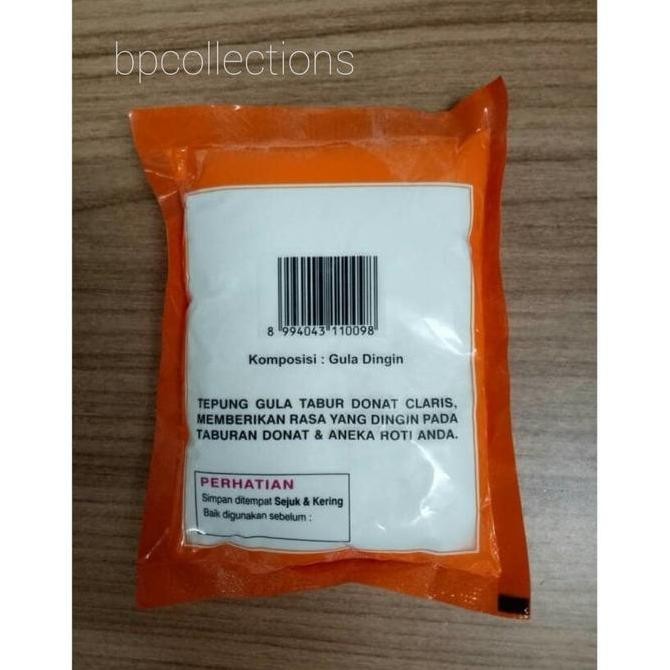 bpcollections
8 994043 110098
Komposisi : Gula Dingin
TEPUNG GULA TABUR DONAT CLARIS,
MEMBERIKAN RASA YANG DINGIN PADA
TABURAN DONAT & ANEKA ROTI ANDA.
PERHATIAN
Simpan ditempat Sejuk & Kering
Baik digunakan sebelum :